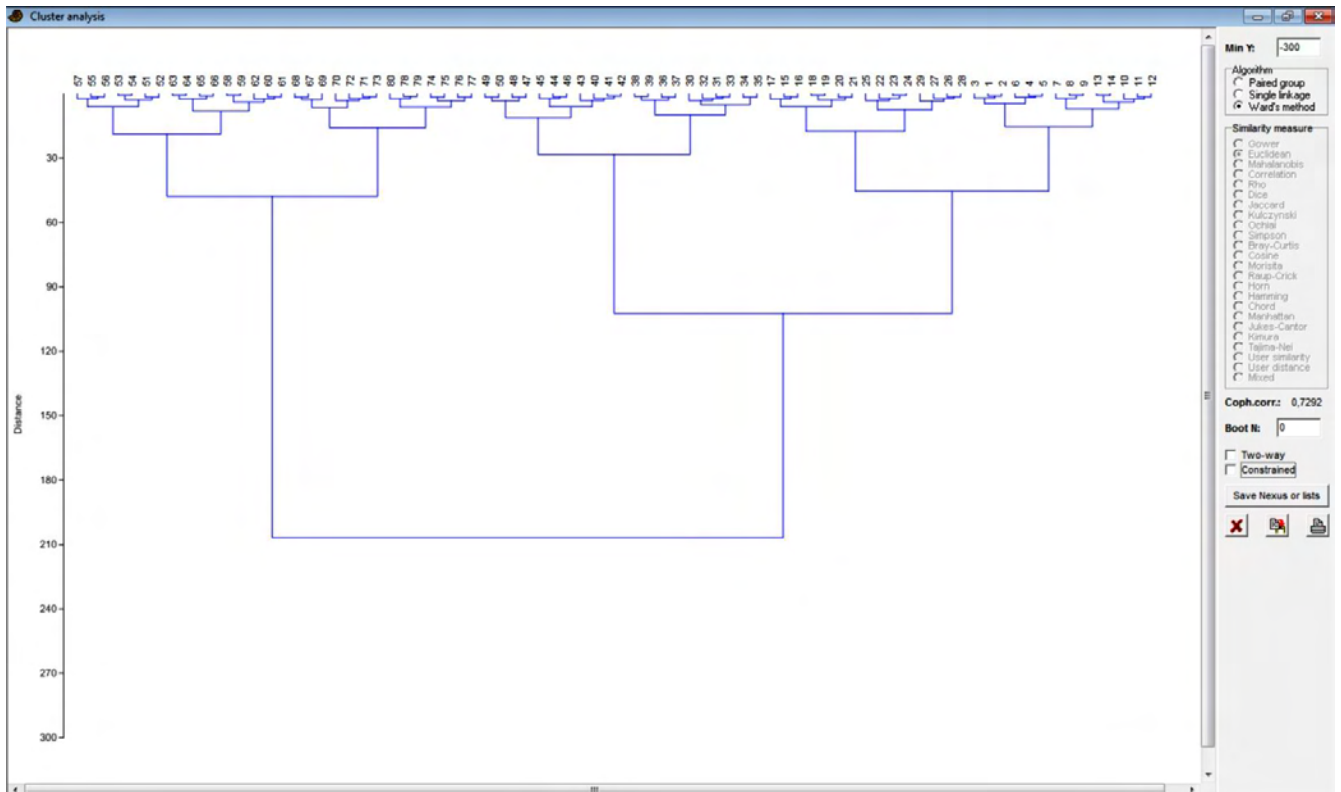 Cluster analysis
57 55 56 53 54 51 52 63 64 65 66 58 59 62 60 61 68 67 69 70 72 71 73 80 78 79 74 75 76 77 49 50 48 47 45 44 46 43 40 41 42 38 39 36 37 30 32 31 33 34 35 17 15 16 18 19 20 21 25 22 23 24 29 27 26 28 3 1 2 6 4 5 7 8 9 13 14 10 11 12
30
60
90
120
150
180
210
240
270
300
Distance
Min Y: -300
Algorithm
Paired group
Single linkage
Ward's method
Similarity measure
Gower
Euclidean
Mahalanobis
Correlation
Rho
Dice
Jaccard
Kulczynski
Ochiai
Simpson
Bray-Curtis
Cosine
Morisita
Raup-Crick
Horn
Hamming
Chord
Manhattan
Jukes-Cantor
Kimura
Tajima-Nei
User similarity
User distance
Mixed
Coph.corr.: 0,7292
Boot N: 0
Two-way
Constrained
Save Nexus or lists